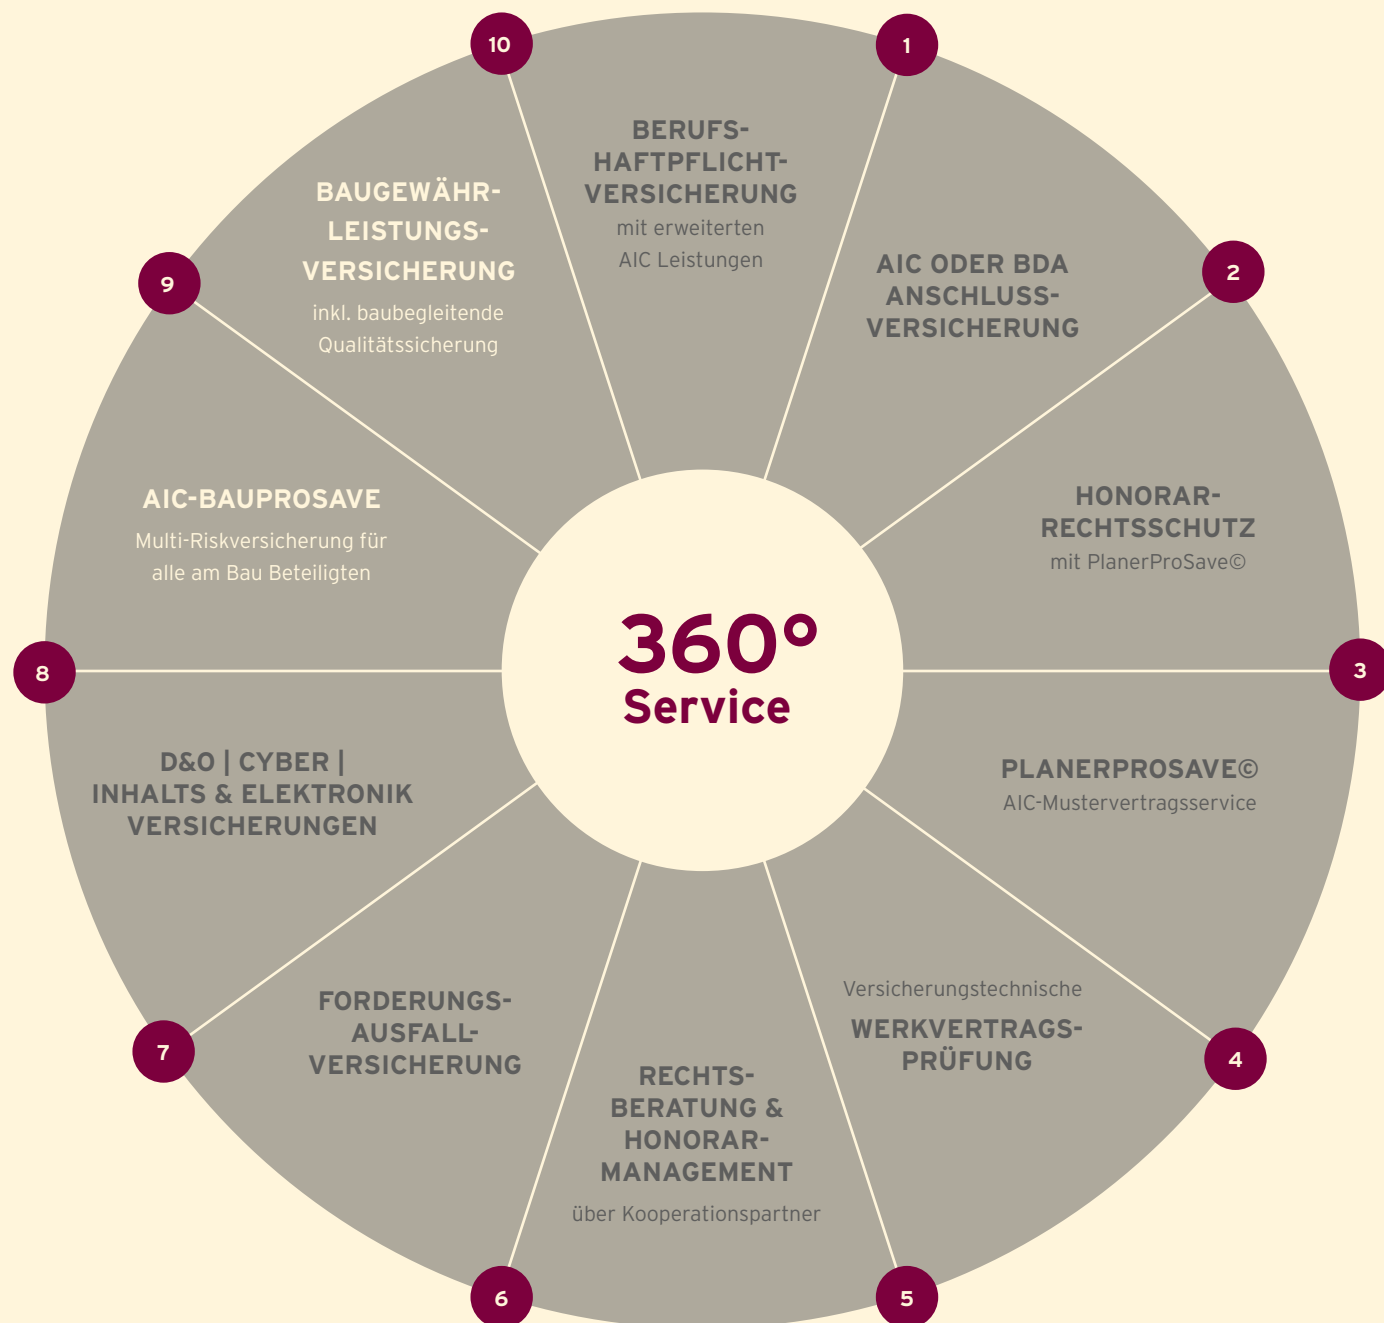 10
1
BERUFS-
HAFTPFLICHT-
VERSICHERUNG
mit erweiterten
AIC Leistungen
AIC ODER BDA
ANSCHLUSS-
VERSICHERUNG
2
HONORAR-
RECHTSSCHUTZ
mit PlanerProSave©
3
PLANERPROSAVE©
AIC-Mustervertragsservice
4
Versicherungstechnische
WERKVERTRAGS-
PRÜFUNG
5
RECHTS-
BERATUNG &
HONORAR-
MANAGEMENT
über Kooperationspartner
6
FORDERUNGS-
AUSFALL-
VERSICHERUNG
7
D&O | CYBER |
INHALTS & ELEKTRONIK
VERSICHERUNGEN
8
AIC-BAUPROSAVE
Multi-Riskversicherung für
alle am Bau Beteiligten
9
BAUGEWÄHR-
LEISTUNGS-
VERSICHERUNG
inkl. baubegleitende
Qualitätssicherung
360°
Service